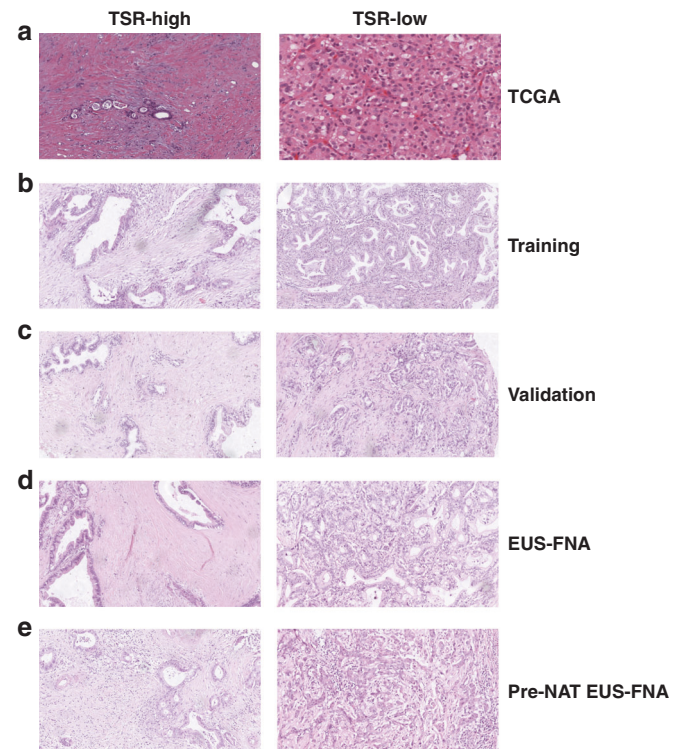 TSR-high TSR-low
a TCGA
b Training
c Validation
d EUS-FNA
e Pre-NAT EUS-FNA